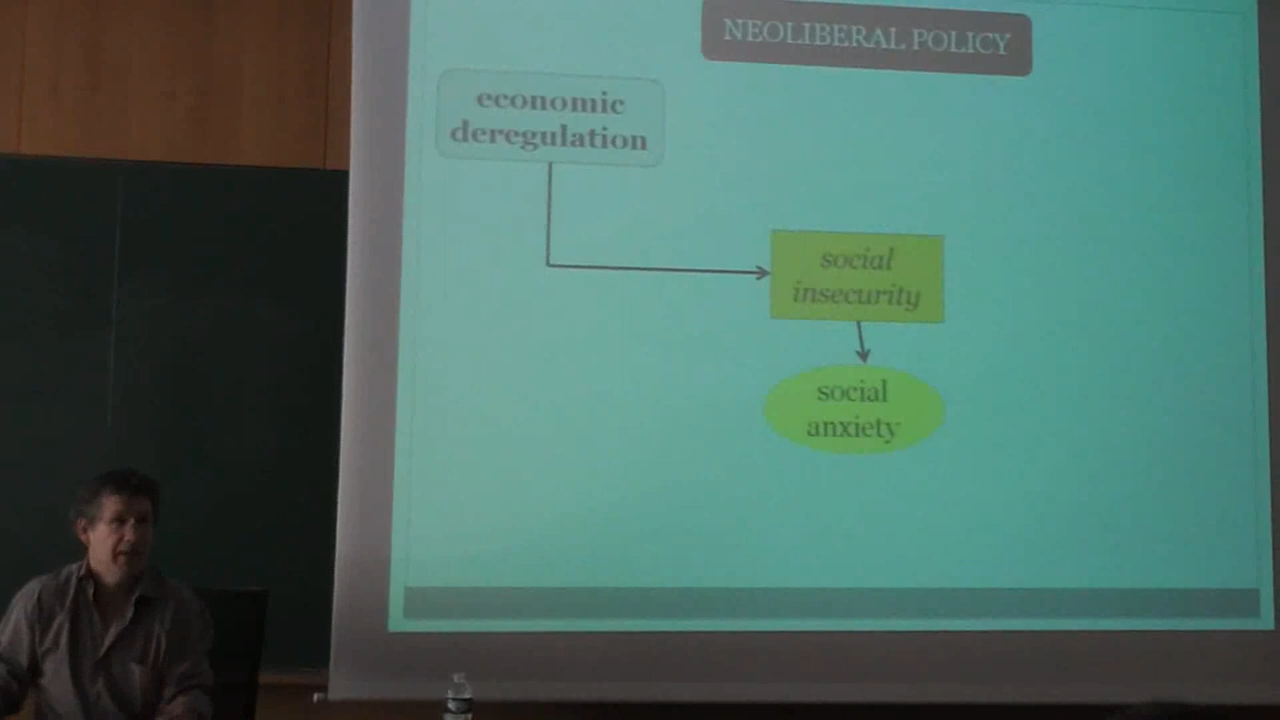 NEOLIBERAL POLICY
economic
deregulation
social
insecurity
social
anxiety